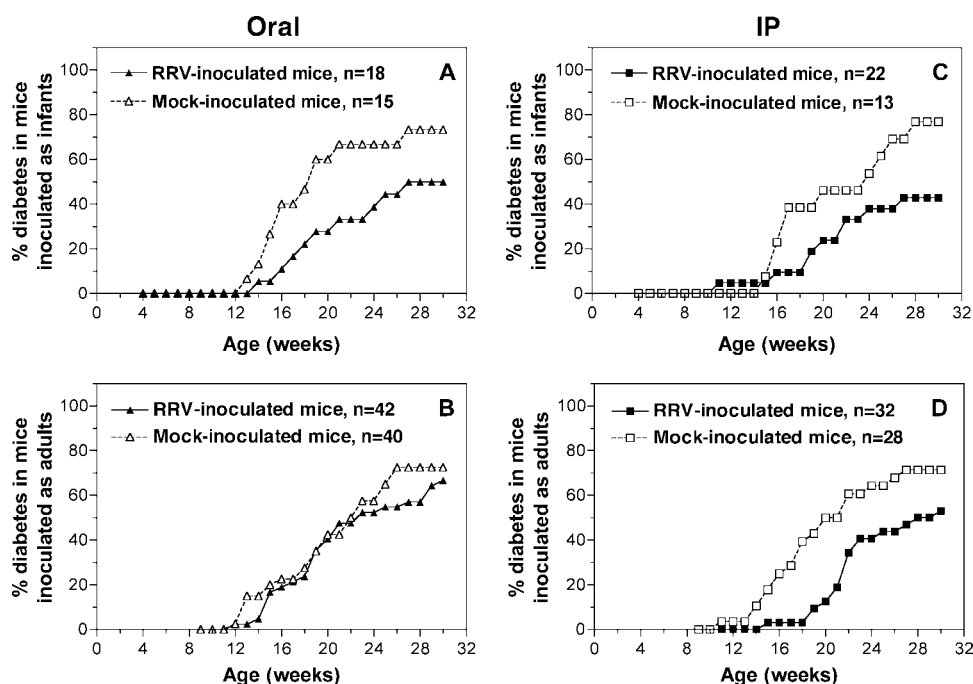 Oral
IP
% diabetes in mice
inoculated as infants
100
80
60
40
20
0
RRV-inoculated mice, n=18
Mock-inoculated mice, n=15
A
0 4 8 12 16 20 24 28 32
Age (weeks)
% diabetes in mice
inoculated as infants
100
80
60
40
20
0
RRV-inoculated mice, n=22
Mock-inoculated mice, n=13
C
0 4 8 12 16 20 24 28 32
Age (weeks)
% diabetes in mice
inoculated as adults
100
80
60
40
20
0
RRV-inoculated mice, n=42
Mock-inoculated mice, n=40
B
0 4 8 12 16 20 24 28 32
Age (weeks)
% diabetes in mice
inoculated as adults
100
80
60
40
20
0
RRV-inoculated mice, n=32
Mock-inoculated mice, n=28
D
0 4 8 12 16 20 24 28 32
Age (weeks)